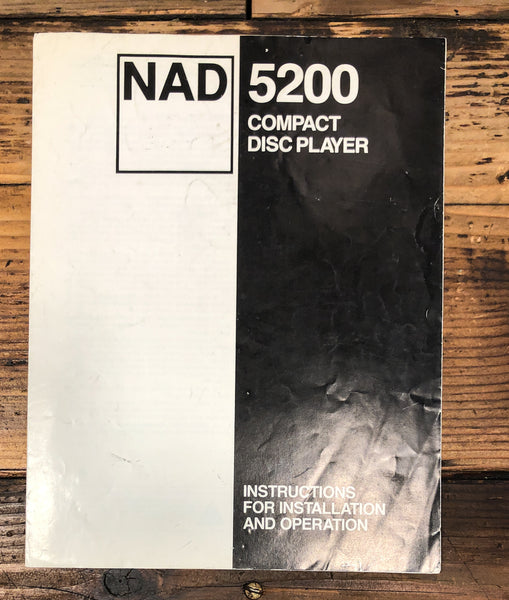 NAD 5200
COMPACT
DISC PLAYER
INSTRUCTIONS
FOR INSTALLATION
AND OPERATION